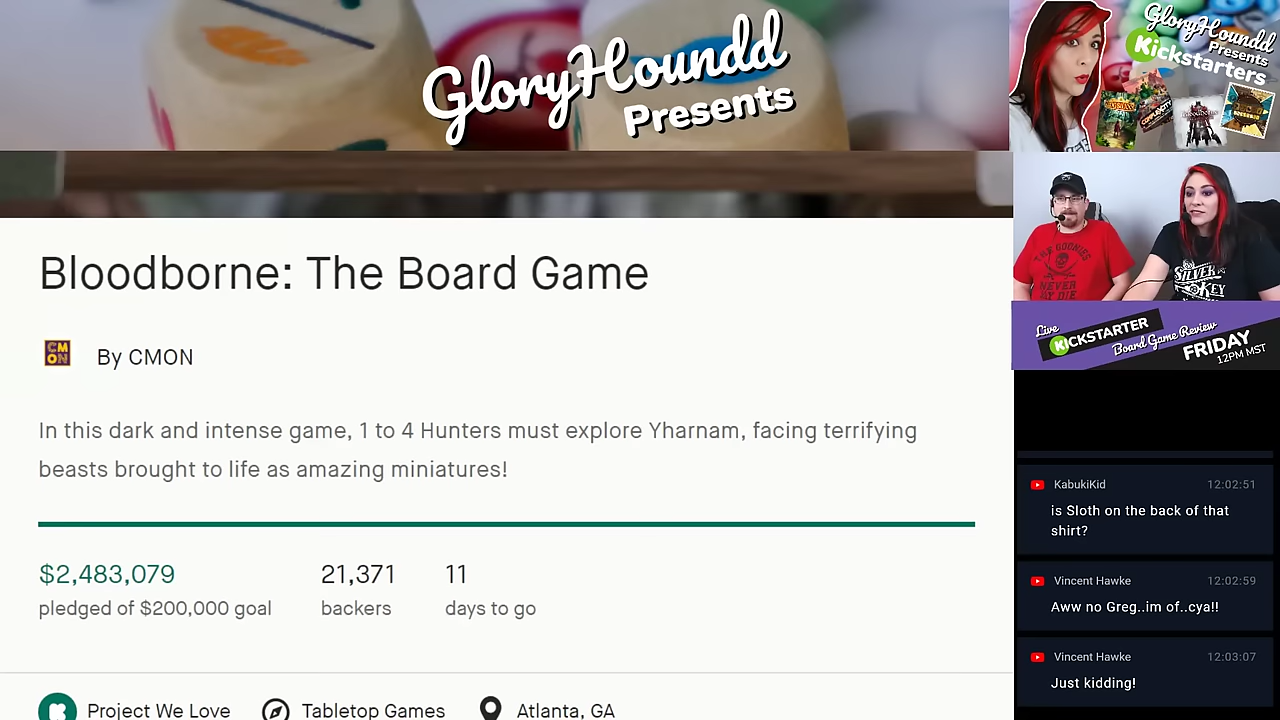 GloryHoundd
Presents
Bloodborne: The Board Game
CM
ON
By CMON
In this dark and intense game, 1 to 4 Hunters must explore Yharnam, facing terrifying
beasts brought to life as amazing miniatures!
$2,483,079
pledged of $200,000 goal
21,371
backers
11
days to go
Project We Love
Tabletop Games
Atlanta, GA
GloryHoundd
Presents
Kickstarters
THE GOONIES
NEVER
SAY DIE
SILVER
KEY
Live
KICKSTARTER
Board Game Review
FRIDAY
12PM MST
KabukiKid
12:02:51
is Sloth on the back of that
shirt?
Vincent Hawke
12:02:59
Aww no Greg..im of..cya!!
Vincent Hawke
12:03:07
Just kidding!